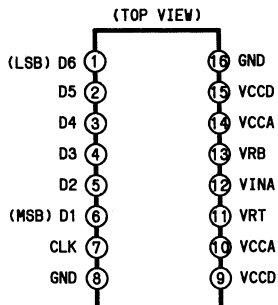 (TOP VIEW)
(LSB) D6 1 16 GND
D5 2 15 VCCD
D4 3 14 VCCA
D3 4 13 VRB
D2 5 12 VINA
(MSB) D1 6 11 VRT
CLK 7 10 VCCA
GND 8 9 VCCD